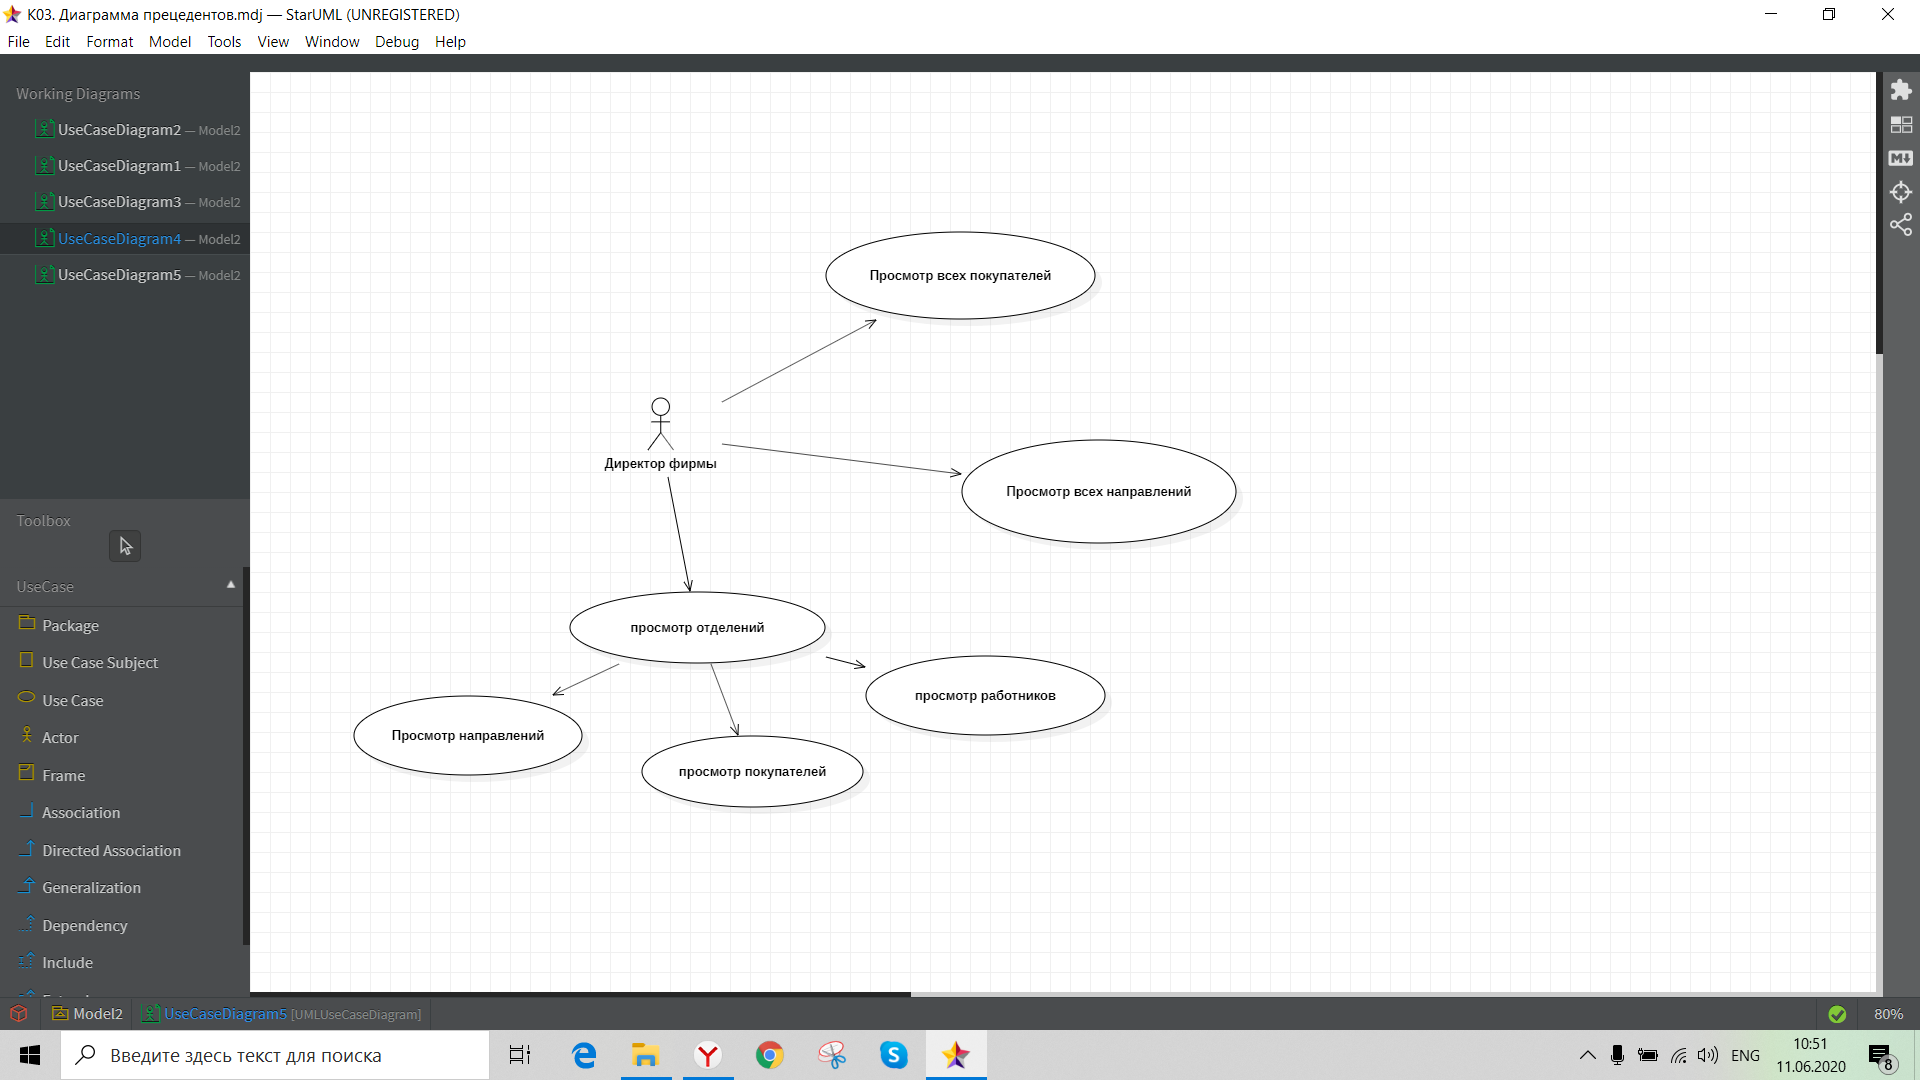 K03. Диаграмма прецедентов.mdj — StarUML (UNREGISTERED)
File Edit Format Model Tools View Window Debug Help
Working Diagrams
UseCaseDiagram2 — Model2
UseCaseDiagram1 — Model2
UseCaseDiagram3 — Model2
UseCaseDiagram4 — Model2
UseCaseDiagram5 — Model2
Toolbox
UseCase
Package
Use Case Subject
Use Case
Actor
Frame
Association
Directed Association
Generalization
Dependency
Include
Просмотр всех покупателей
Директор фирмы
Просмотр всех направлений
просмотр отделений
просмотр работников
Просмотр направлений
просмотр покупателей
M
Model2
UseCaseDiagram5 [UMLUseCaseDiagram]
80%
Введите здесь текст для поиска
ENG
10:51
11.06.2020
8